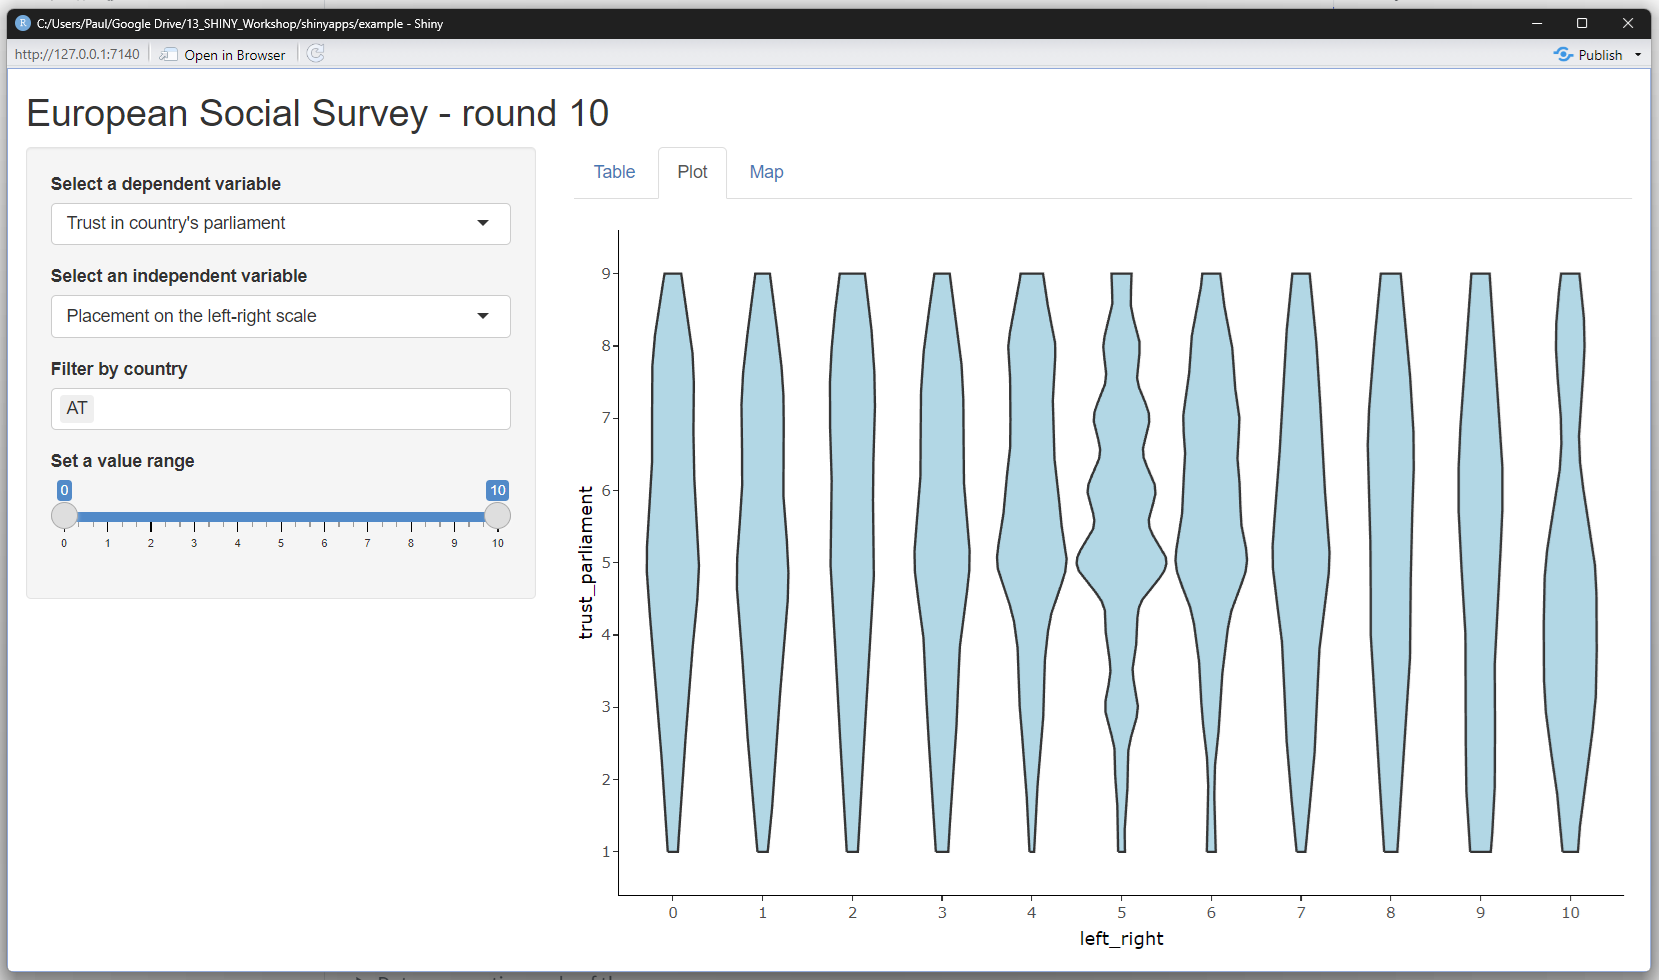 C:/Users/Paul/Google Drive/13_SHINY_Workshop/shinyapps/example - Shiny
http://127.0.0.1:7140
Open in Browser
Publish
European Social Survey - round 10
Select a dependent variable
Trust in country's parliament
Select an independent variable
Placement on the left-right scale
Filter by country
AT
Set a value range
0 10
0 1 2 3 4 5 6 7 8 9 10
Table Plot Map
trust_parliament
9
8
7
6
5
4
3
2
1
0 1 2 3 4 5 6 7 8 9 10
left_right